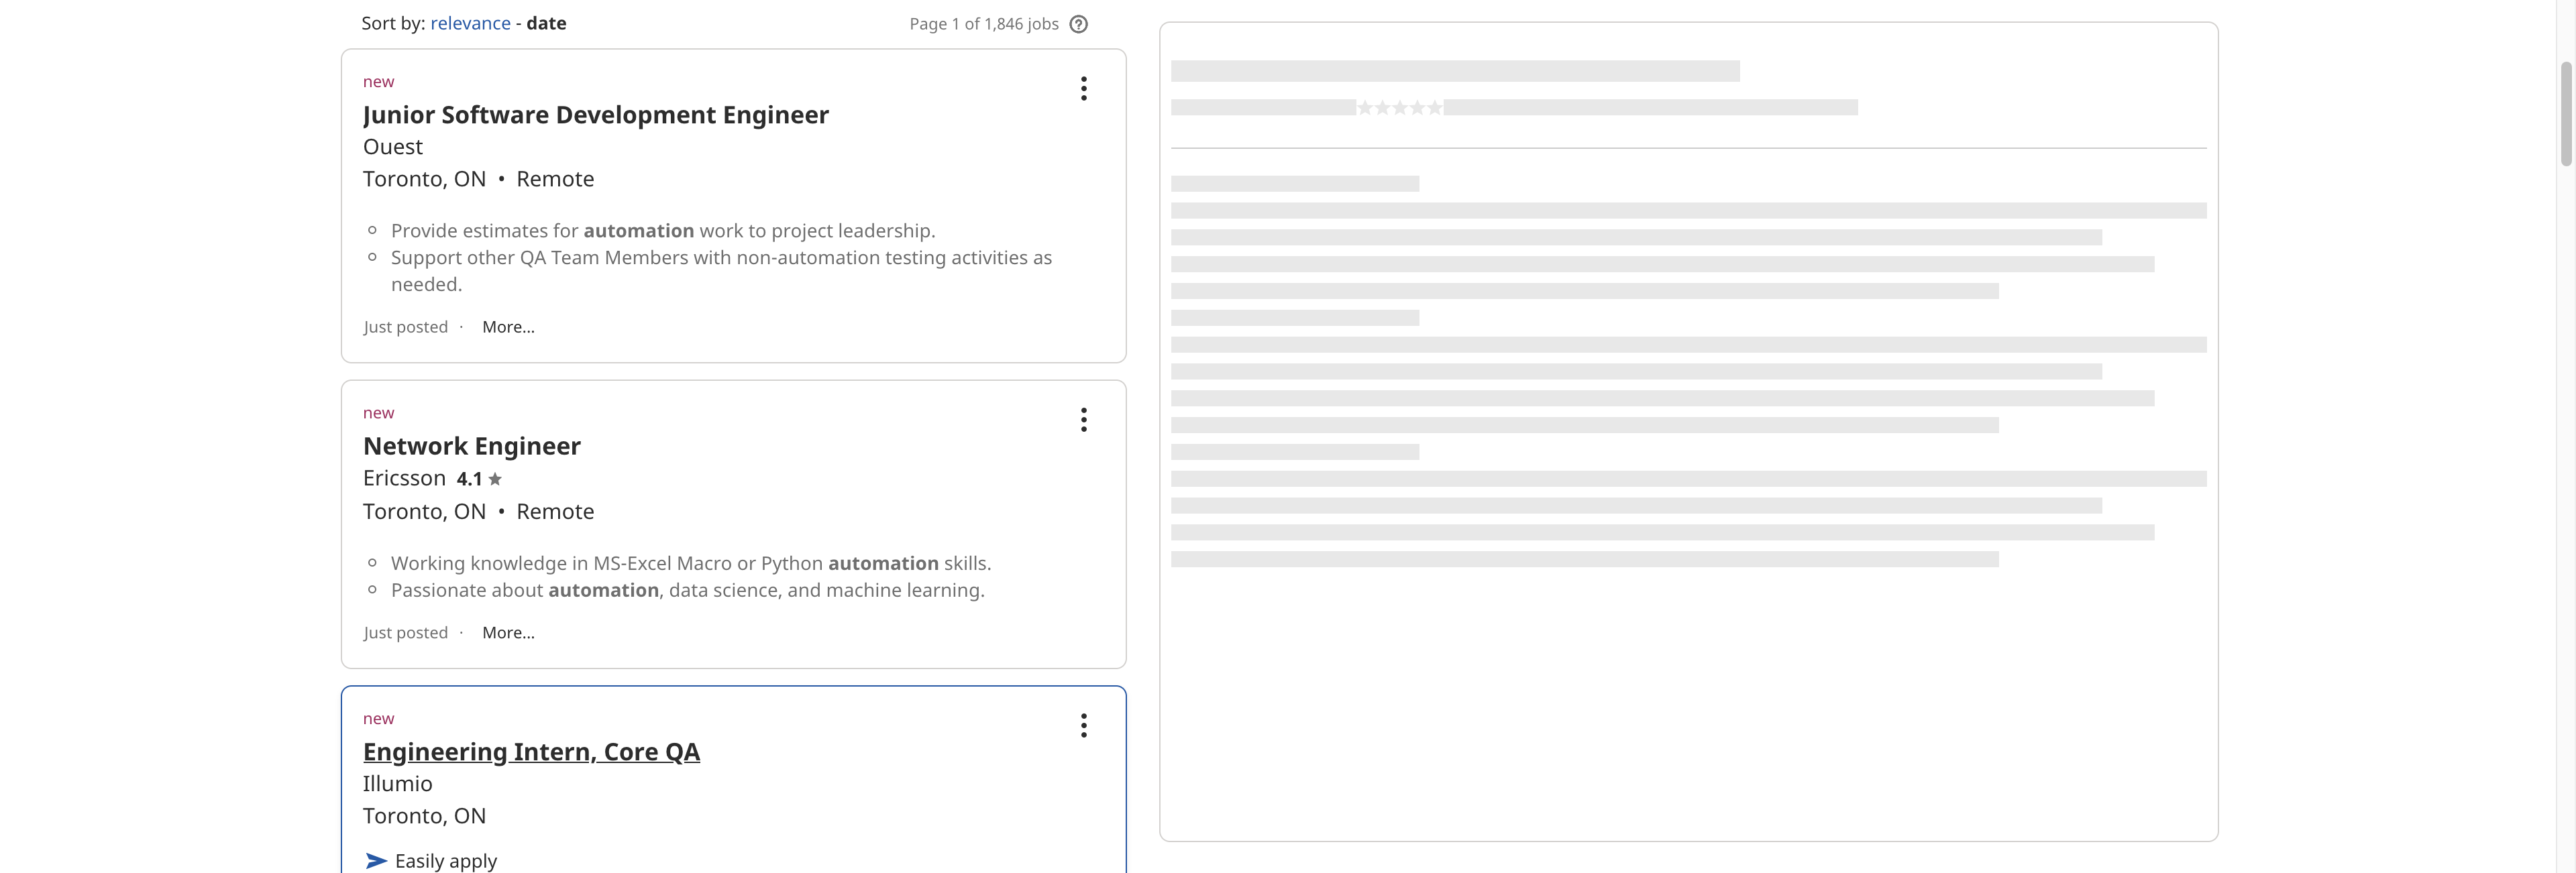 Sort by: relevance - date
Page 1 of 1,846 jobs
new
Junior Software Development Engineer
Ouest
Toronto, ON • Remote
Provide estimates for automation work to project leadership.
Support other QA Team Members with non-automation testing activities as
needed.
Just posted · More...
new
Network Engineer
Ericsson 4.1
Toronto, ON • Remote
Working knowledge in MS-Excel Macro or Python automation skills.
Passionate about automation, data science, and machine learning.
Just posted · More...
new
Engineering Intern, Core QA
Illumio
Toronto, ON
Easily apply